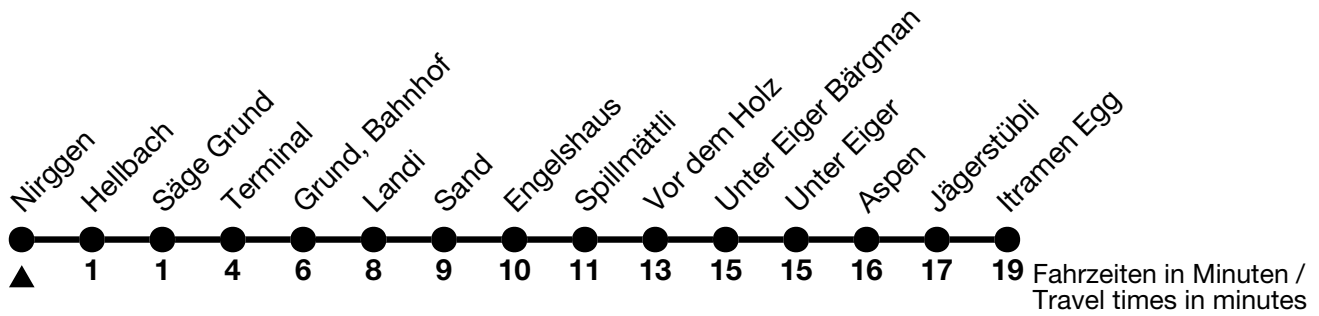 Nirggen
Hellbach
Säge Grund
Terminal
Grund, Bahnhof
Landi
Sand
Engelshaus
Spillmättli
Vor dem Holz
Unter Eiger Bärgman
Unter Eiger
Aspen
Jägerstübli
Itramen Egg
1 1 4 6 8 9 10 11 13 15 15 16 17 19
Fahrzeiten in Minuten /
Travel times in minutes